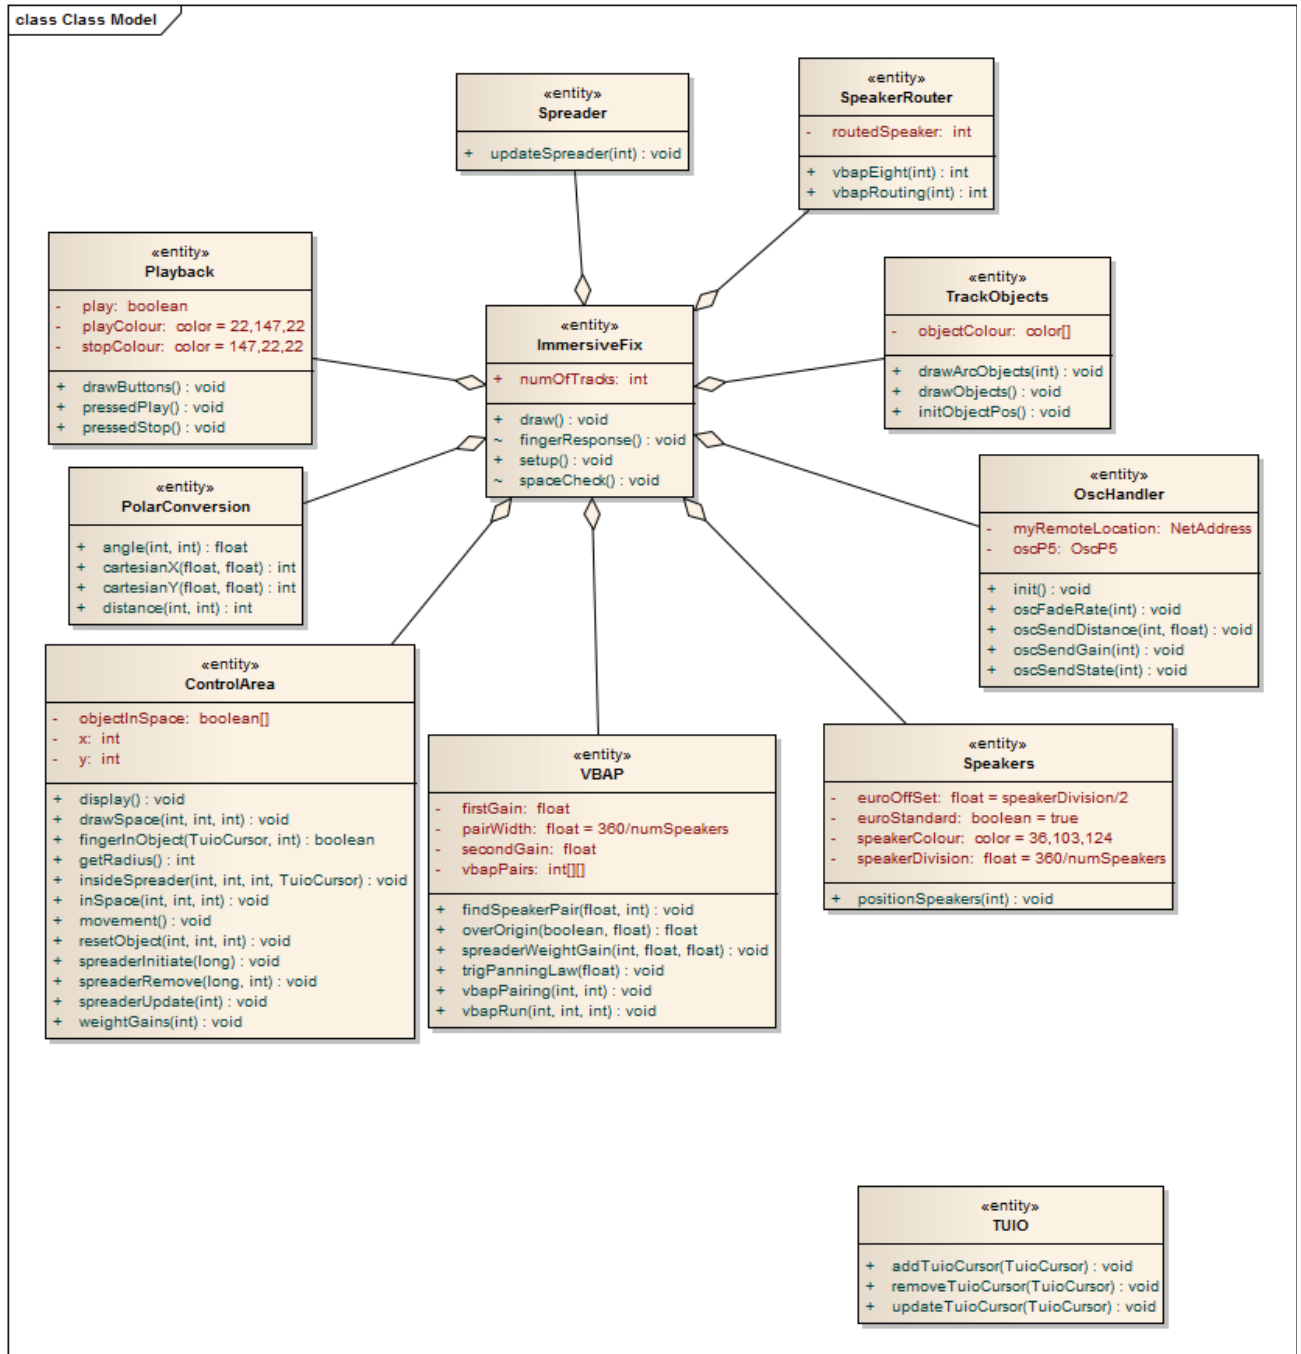 class Class Model
«entity»
Spreader
+ updateSpreader(int) : void
«entity»
SpeakerRouter
- routedSpeaker: int
+ vbapEight(int) : int
+ vbapRouting(int) : int
«entity»
Playback
- play: boolean
- playColour: color = 22,147,22
- stopColour: color = 147,22,22
+ drawButtons() : void
+ pressedPlay() : void
+ pressedStop() : void
«entity»
ImmersiveFix
+ numOfTracks: int
+ draw() : void
~ fingerResponse() : void
+ setup() : void
~ spaceCheck() : void
«entity»
TrackObjects
- objectColour: color[]
+ drawArcObjects(int) : void
+ drawObjects() : void
+ initObjectPos() : void
«entity»
PolarConversion
+ angle(int, int) : float
+ cartesianX(float, float) : int
+ cartesianY(float, float) : int
+ distance(int, int) : int
«entity»
OscHandler
- myRemoteLocation: NetAddress
- oscP5: OscP5
+ init() : void
+ oscFadeRate(int) : void
+ oscSendDistance(int, float) : void
+ oscSendGain(int) : void
+ oscSendState(int) : void
«entity»
ControlArea
- objectInSpace: boolean[]
- x: int
- y: int
+ display() : void
+ drawSpace(int, int, int) : void
+ fingerInObject(TuioCursor, int) : boolean
+ getRadius() : int
+ insideSpreader(int, int, int, TuioCursor) : void
+ inSpace(int, int, int) : void
+ movement() : void
+ resetObject(int, int, int) : void
+ spreaderInitiate(long) : void
+ spreaderRemove(long, int) : void
+ spreaderUpdate(int) : void
+ weightGains(int) : void
«entity»
VBAP
- firstGain: float
- pairWidth: float = 360/numSpeakers
- secondGain: float
- vbapPairs: int[][]
+ findSpeakerPair(float, int) : void
+ overOrigin(boolean, float) : float
+ spreaderWeightGain(int, float, float) : void
+ trigPanningLaw(float) : void
+ vbapPairing(int, int) : void
+ vbapRun(int, int, int) : void
«entity»
Speakers
- euroOffSet: float = speakerDivision/2
- euroStandard: boolean = true
- speakerColour: color = 36,103,124
- speakerDivision: float = 360/numSpeakers
+ positionSpeakers(int) : void
«entity»
TUIO
+ addTuioCursor(TuioCursor) : void
+ removeTuioCursor(TuioCursor) : void
+ updateTuioCursor(TuioCursor) : void